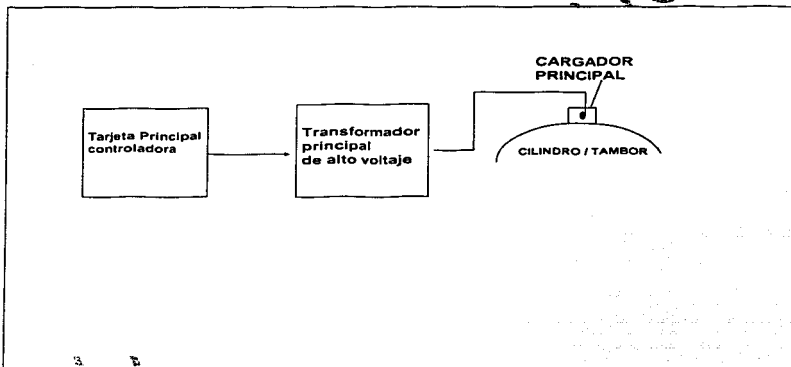 CARGADOR
PRINCIPAL
Tarjeta Principal
controladora
Transformador
principal
de alto voltaje
CILINDRO / TAMBOR